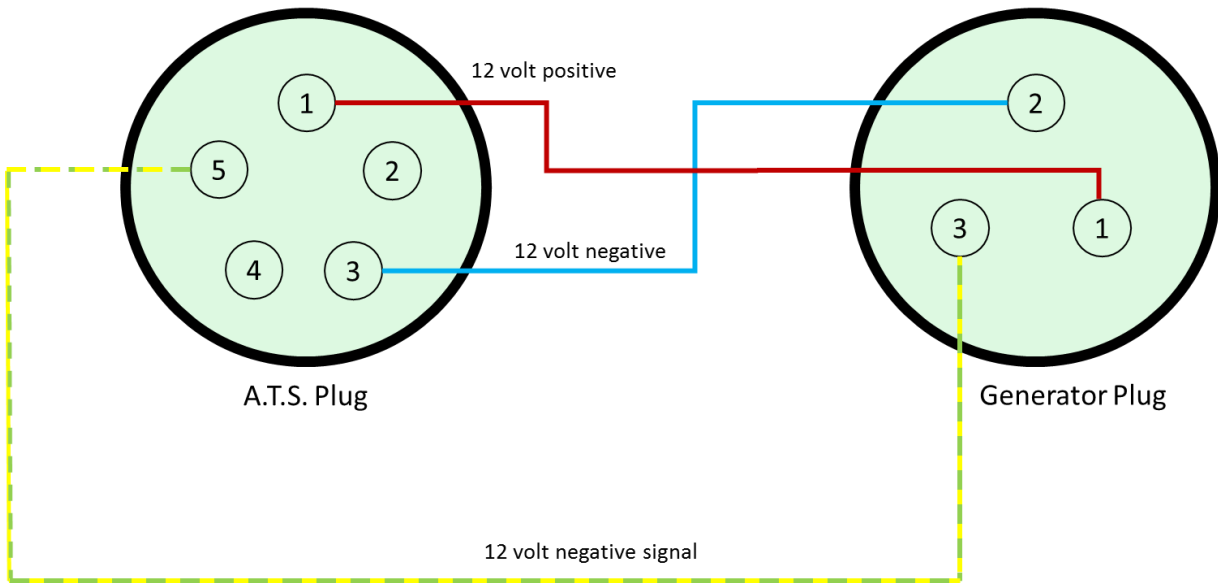 12 volt positive
1
2
5
2
3
1
12 volt negative
4
3
A.T.S. Plug
Generator Plug
12 volt negative signal